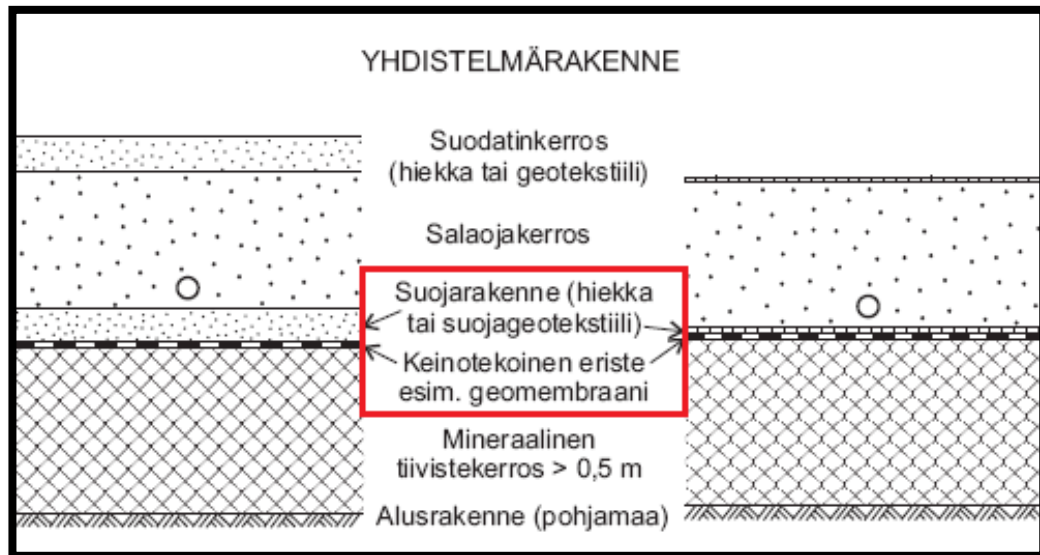 YHDISTELMÄRAKENNE
Suodatinkerros
(hiekka tai geotekstiili)
Salaojakerros
Suojarakenne (hiekka
tai suojageotekstiili)
Keinotekoinen eriste
esim. geomembraani
Mineraalinen
tiivistekerros > 0,5 m
Alusrakenne (pohjamaa)